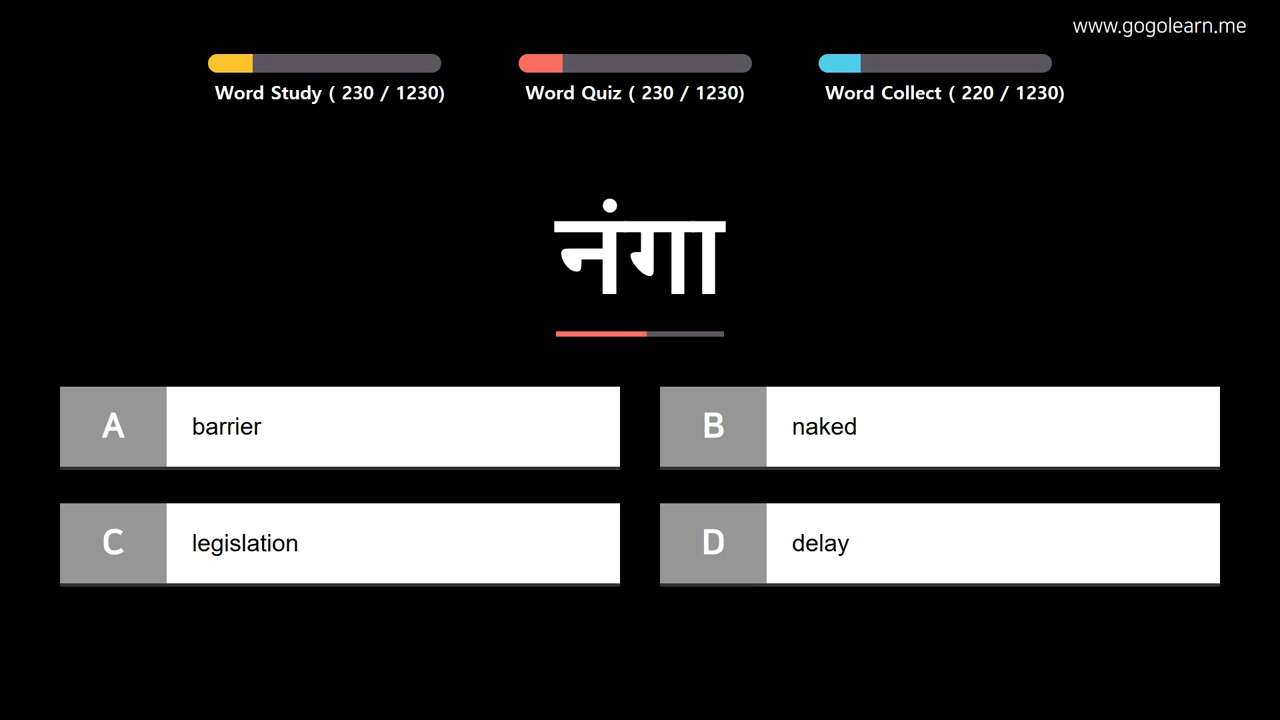 www.gogolearn.me
Word Study ( 230 / 1230)
Word Quiz ( 230 / 1230)
Word Collect ( 220 / 1230)
नंगा
A barrier
B naked
C legislation
D delay